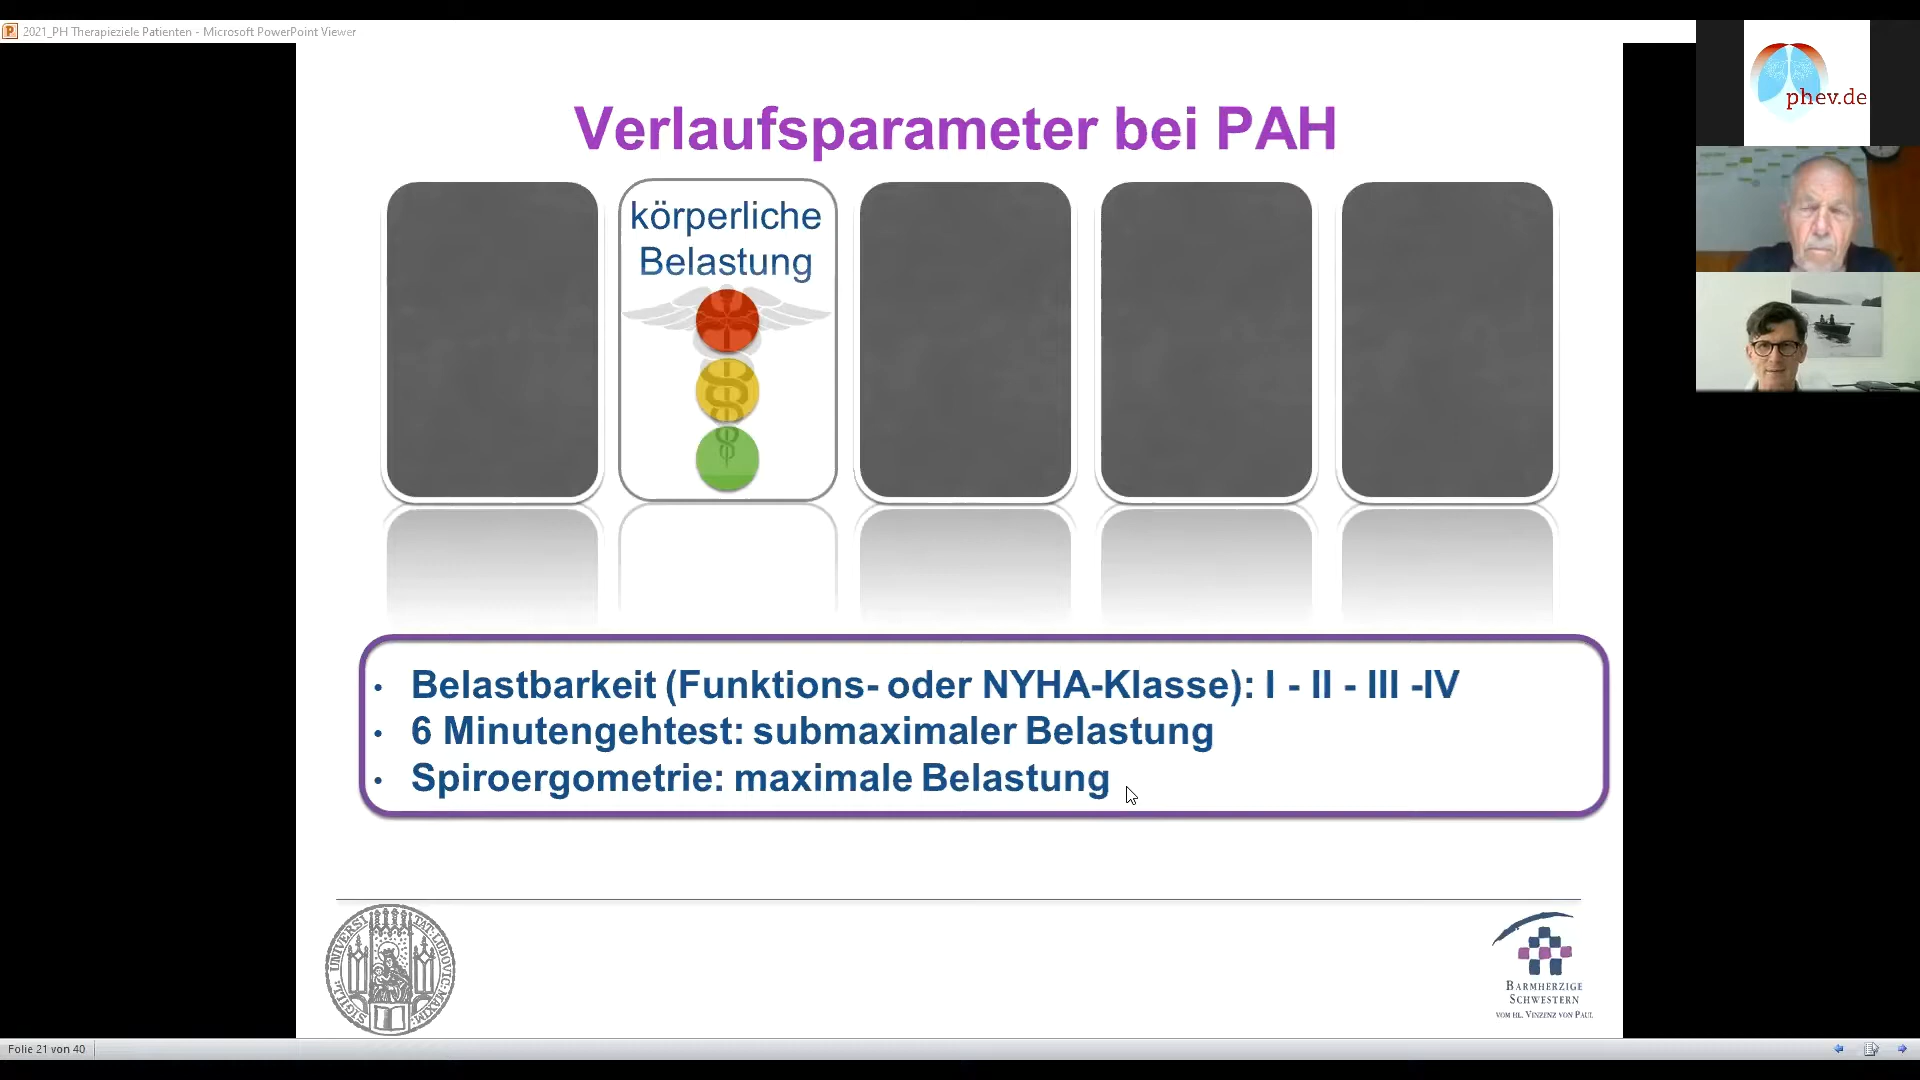 2021_PH Therapieziele Patienten - Microsoft PowerPoint Viewer
phev.de
Verlaufsparameter bei PAH
körperliche
Belastung
• Belastbarkeit (Funktions- oder NYHA-Klasse): I - II - III -IV
• 6 Minutengehtest: submaximaler Belastung
• Spiroergometrie: maximale Belastung
BARMHERZIGE
SCHWESTERN
VOM HL. VINZENZ VON PAUL
Folie 21 von 40